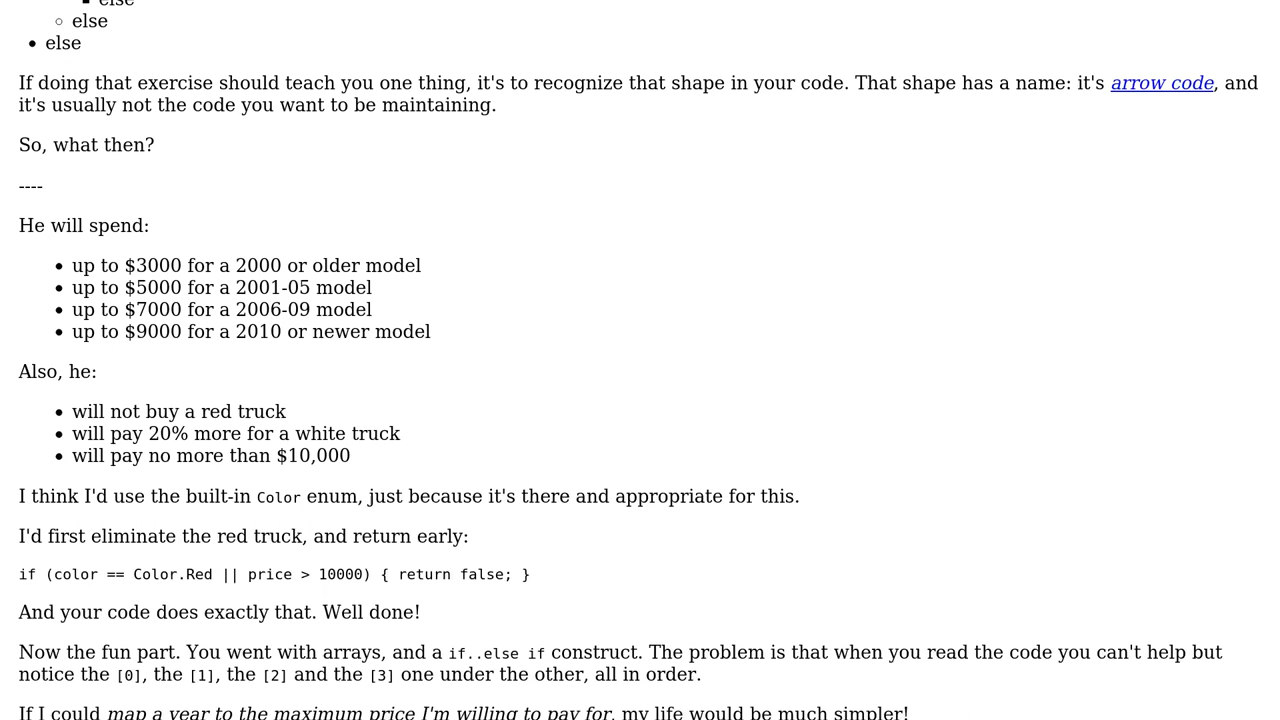 else
else
else
If doing that exercise should teach you one thing, it's to recognize that shape in your code. That shape has a name: it's arrow code, and
it's usually not the code you want to be maintaining.
So, what then?
----
He will spend:
up to $3000 for a 2000 or older model
up to $5000 for a 2001-05 model
up to $7000 for a 2006-09 model
up to $9000 for a 2010 or newer model
Also, he:
will not buy a red truck
will pay 20% more for a white truck
will pay no more than $10,000
I think I'd use the built-in Color enum, just because it's there and appropriate for this.
I'd first eliminate the red truck, and return early:
if (color == Color.Red || price > 10000) { return false; }
And your code does exactly that. Well done!
Now the fun part. You went with arrays, and a if..else if construct. The problem is that when you read the code you can't help but
notice the [0], the [1], the [2] and the [3] one under the other, all in order.
If I could map a year to the maximum price I'm willing to pay for, my life would be much simpler!